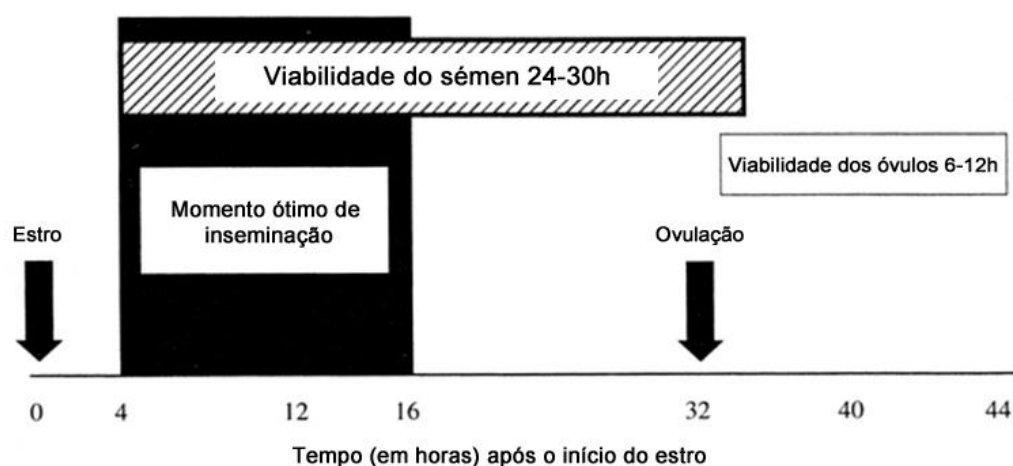 Viabilidade do sémen 24-30h
Viabilidade dos óvulos 6-12h
Momento ótimo de
inseminação
Estro
Ovulação
0 4 12 16 32 40 44
Tempo (em horas) após o início do estro